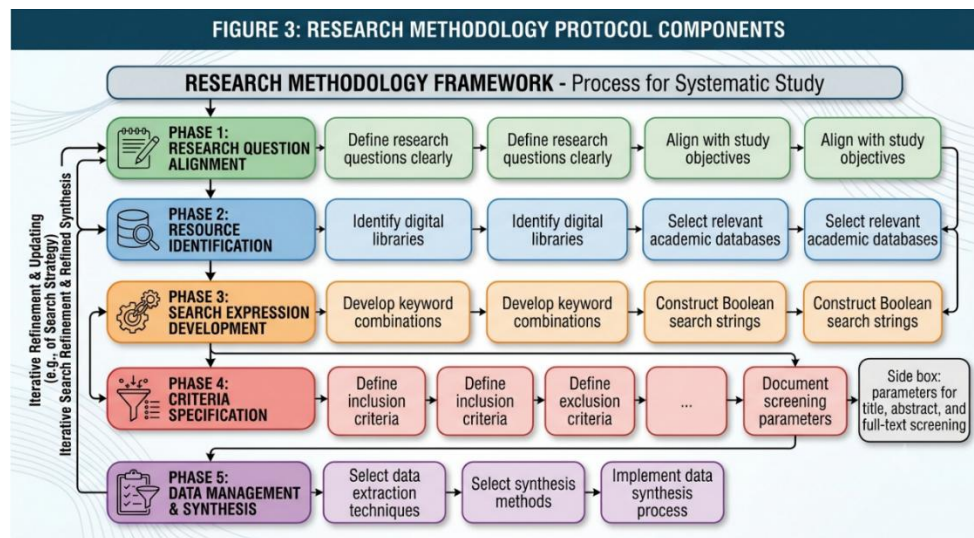 FIGURE 3: RESEARCH METHODOLOGY PROTOCOL COMPONENTS
RESEARCH METHODOLOGY FRAMEWORK - Process for Systematic Study
PHASE 1:
RESEARCH QUESTION
ALIGNMENT
Define research
questions clearly
Define research
questions clearly
Align with study
objectives
Align with study
objectives
PHASE 2:
RESOURCE
IDENTIFICATION
Identify digital
libraries
Identify digital
libraries
Select relevant
academic databases
Select relevant
academic databases
PHASE 3:
SEARCH EXPRESSION
DEVELOPMENT
Develop keyword
combinations
Develop keyword
combinations
Construct Boolean
search strings
Construct Boolean
search strings
PHASE 4:
CRITERIA
SPECIFICATION
Define
inclusion
criteria
Define
inclusion
criteria
Define
exclusion
criteria
...
Document
screening
parameters
Side box:
parameters for
title, abstract, and
full-text screening
PHASE 5:
DATA MANAGEMENT
& SYNTHESIS
Select data
extraction
techniques
Select synthesis
methods
Implement data
synthesis
process
Iterative Refinement & Updating
(e.g., of Search Strategy)
Iterative Search Refinement & Refined Synthesis